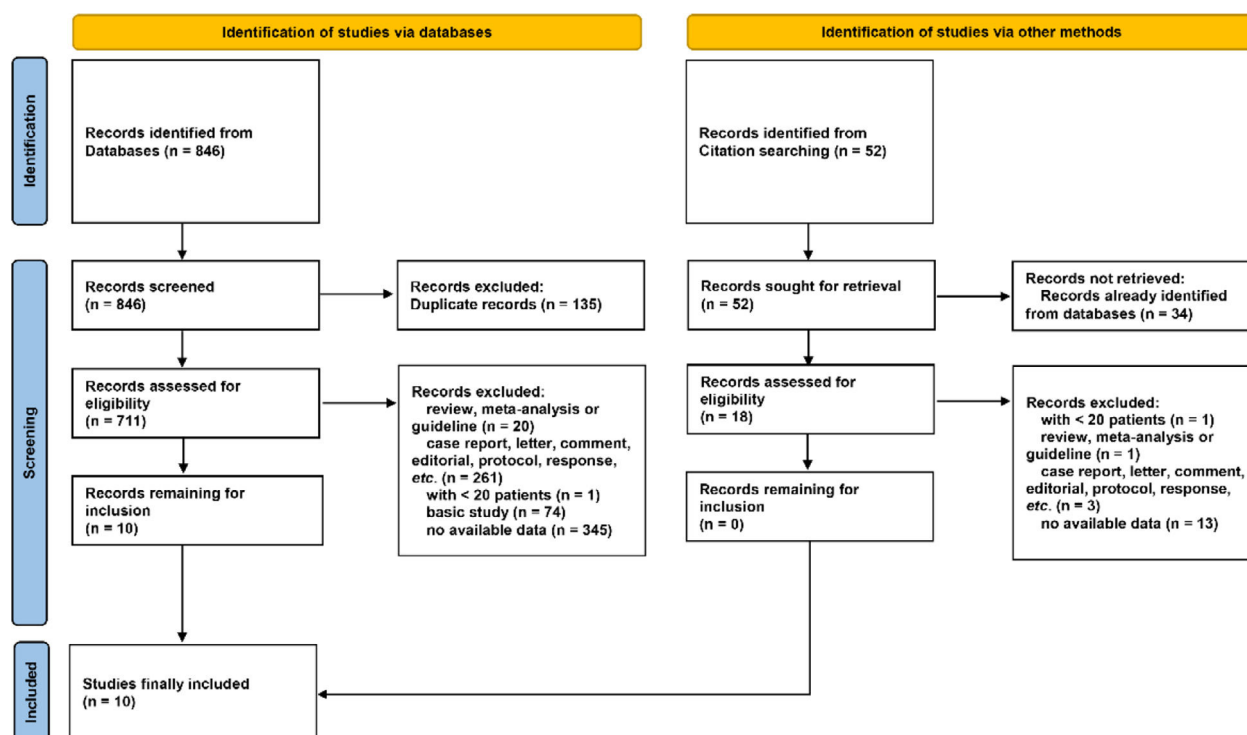 Identification of studies via databases
Identification of studies via other methods
Identification
Records identified from
Databases (n = 846)
Records identified from
Citation searching (n = 52)
Screening
Records screened
(n = 846)
Records excluded:
Duplicate records (n = 135)
Records sought for retrieval
(n = 52)
Records not retrieved:
Records already identified
from databases (n = 34)
Records assessed for
eligibility
(n = 711)
Records excluded:
review, meta-analysis or
guideline (n = 20)
case report, letter, comment,
editorial, protocol, response,
etc. (n = 261)
with < 20 patients (n = 1)
basic study (n = 74)
no available data (n = 345)
Records assessed for
eligibility
(n = 18)
Records excluded:
with < 20 patients (n = 1)
review, meta-analysis or
guideline (n = 1)
case report, letter, comment,
editorial, protocol, response,
etc. (n = 3)
no available data (n = 13)
Records remaining for
inclusion
(n = 10)
Records remaining for
inclusion
(n = 0)
Included
Studies finally included
(n = 10)